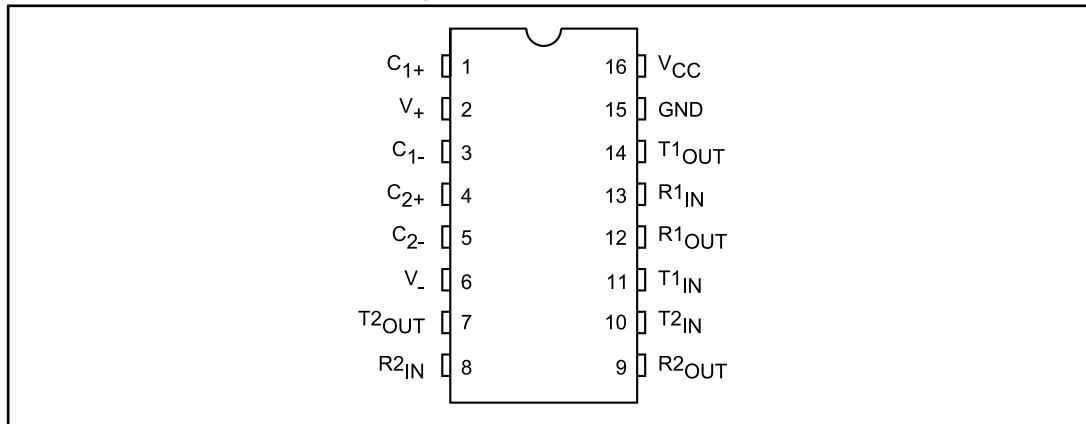 C1+ 1 16 VCC
V+ 2 15 GND
C1- 3 14 T1OUT
C2+ 4 13 R1IN
C2- 5 12 R1OUT
V- 6 11 T1IN
T2OUT 7 10 T2IN
R2IN 8 9 R2OUT